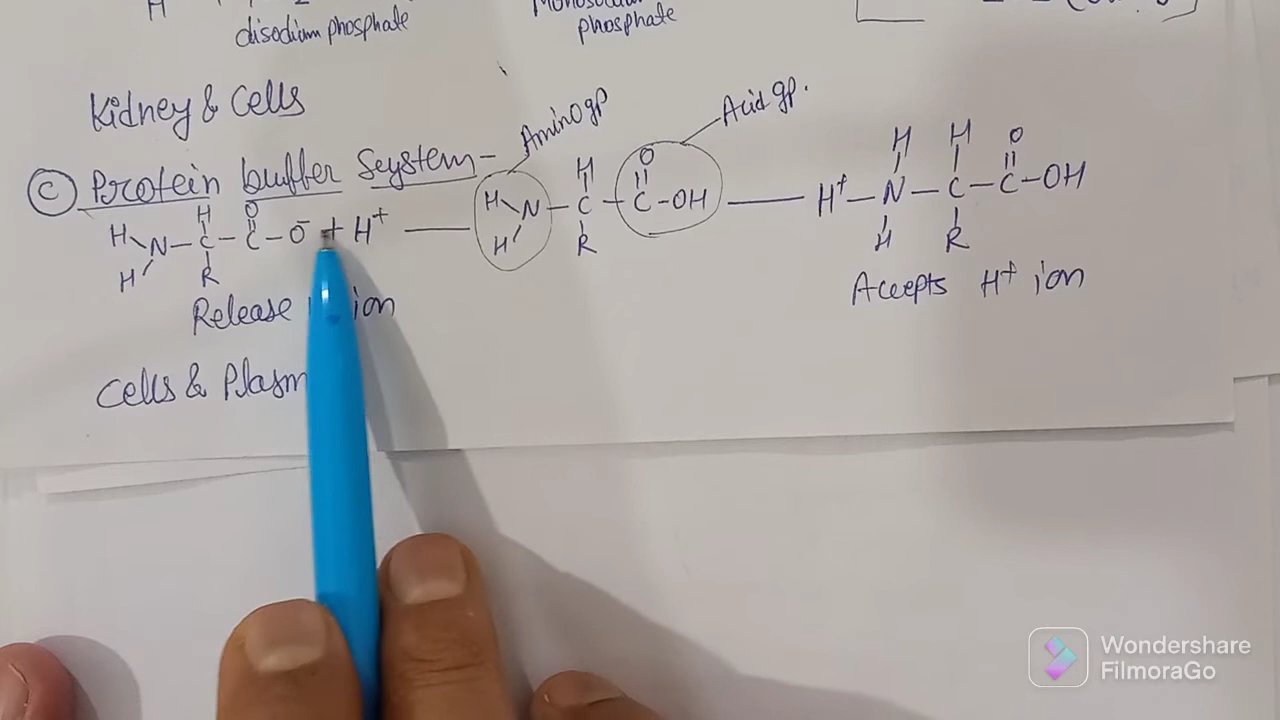 disodium phosphate
phosphate
Kidney & Cells
(C) Protein buffer Seystem-
Amino gp
Acid gp.
H H O
H N - C - C - O⁻ + H⁺
H R
H O
H N - C - C - OH
H R
H H O
H⁺ - N - C - C - OH
H R
Release ion
Accepts H⁺ ion
Cells & Plasm
Wondershare
FilmoraGo